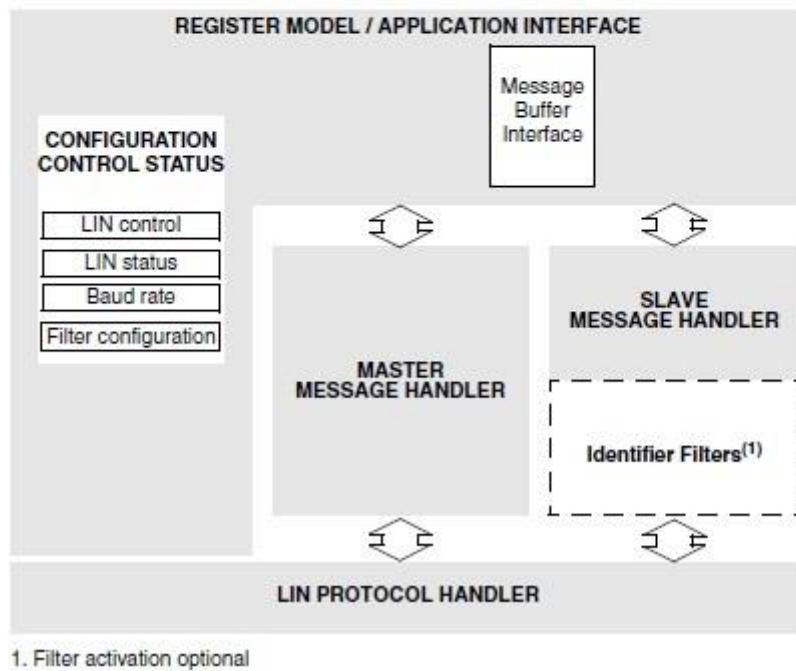 REGISTER MODEL / APPLICATION INTERFACE
Message
Buffer
Interface
CONFIGURATION
CONTROL STATUS
LIN control
LIN status
Baud rate
Filter configuration
MASTER
MESSAGE HANDLER
SLAVE
MESSAGE HANDLER
Identifier Filters(1)
LIN PROTOCOL HANDLER
1. Filter activation optional